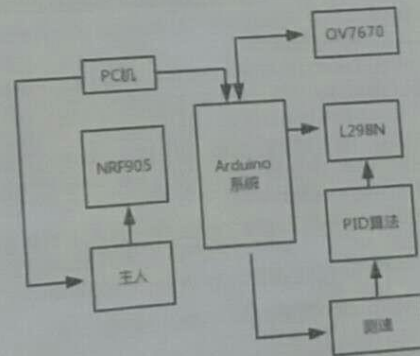 OV7670
PC机
L298N
NRF905
Arduino
系统
PID算法
主人
测速